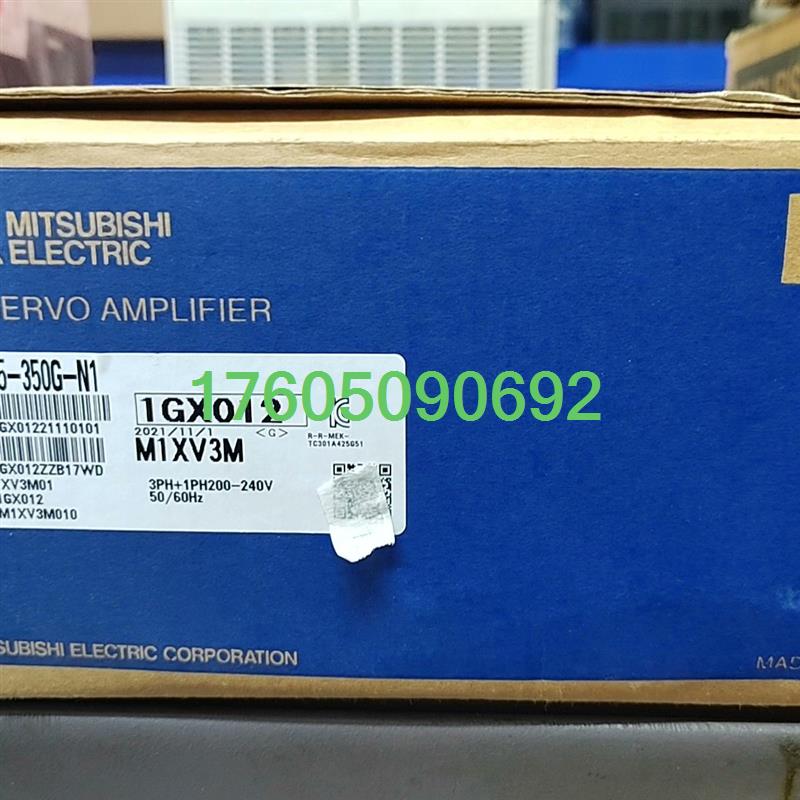 MITSUBISHI
ELECTRIC
ERVO AMPLIFIER
5-350G-N1
17605090692
1GX012
GX01221110101
2021/11/1
<G>
R-R-MEK-
TC301A425G51
M1XV3M
GX012ZZB17WD
XV3M01
3PH+1PH200-240V
1GX012
50/60Hz
M1XV3M010
SUBISHI ELECTRIC CORPORATION
MAD